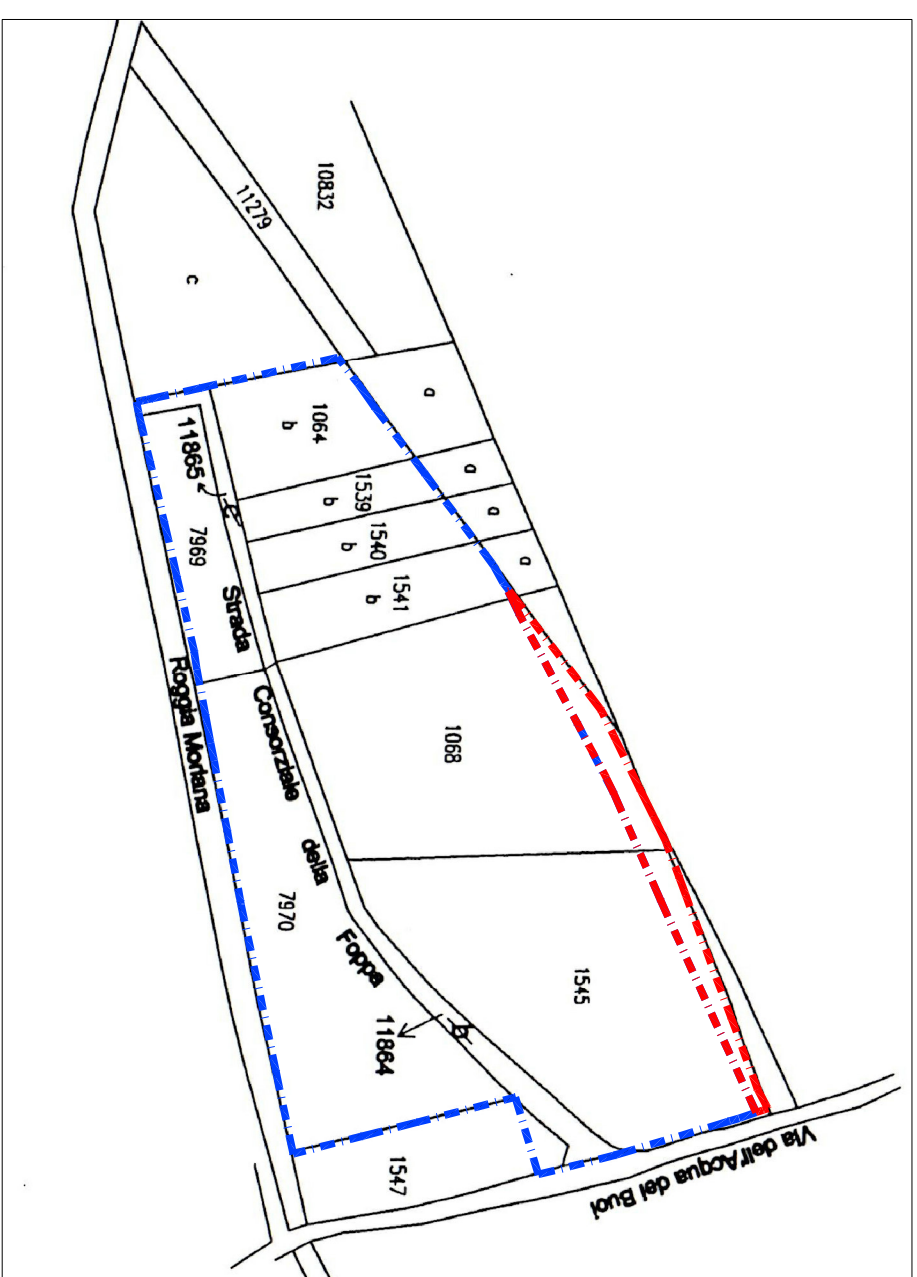 10832
11279
c
a
1064
b
a
1539
b
a
1540
b
a
1541
b
11865
c
7969
Strada Consorziale della Foppa
Roggia Morlana
1068
7970
1545
b
11864
1547
Via dell'Acqua dei Buoi